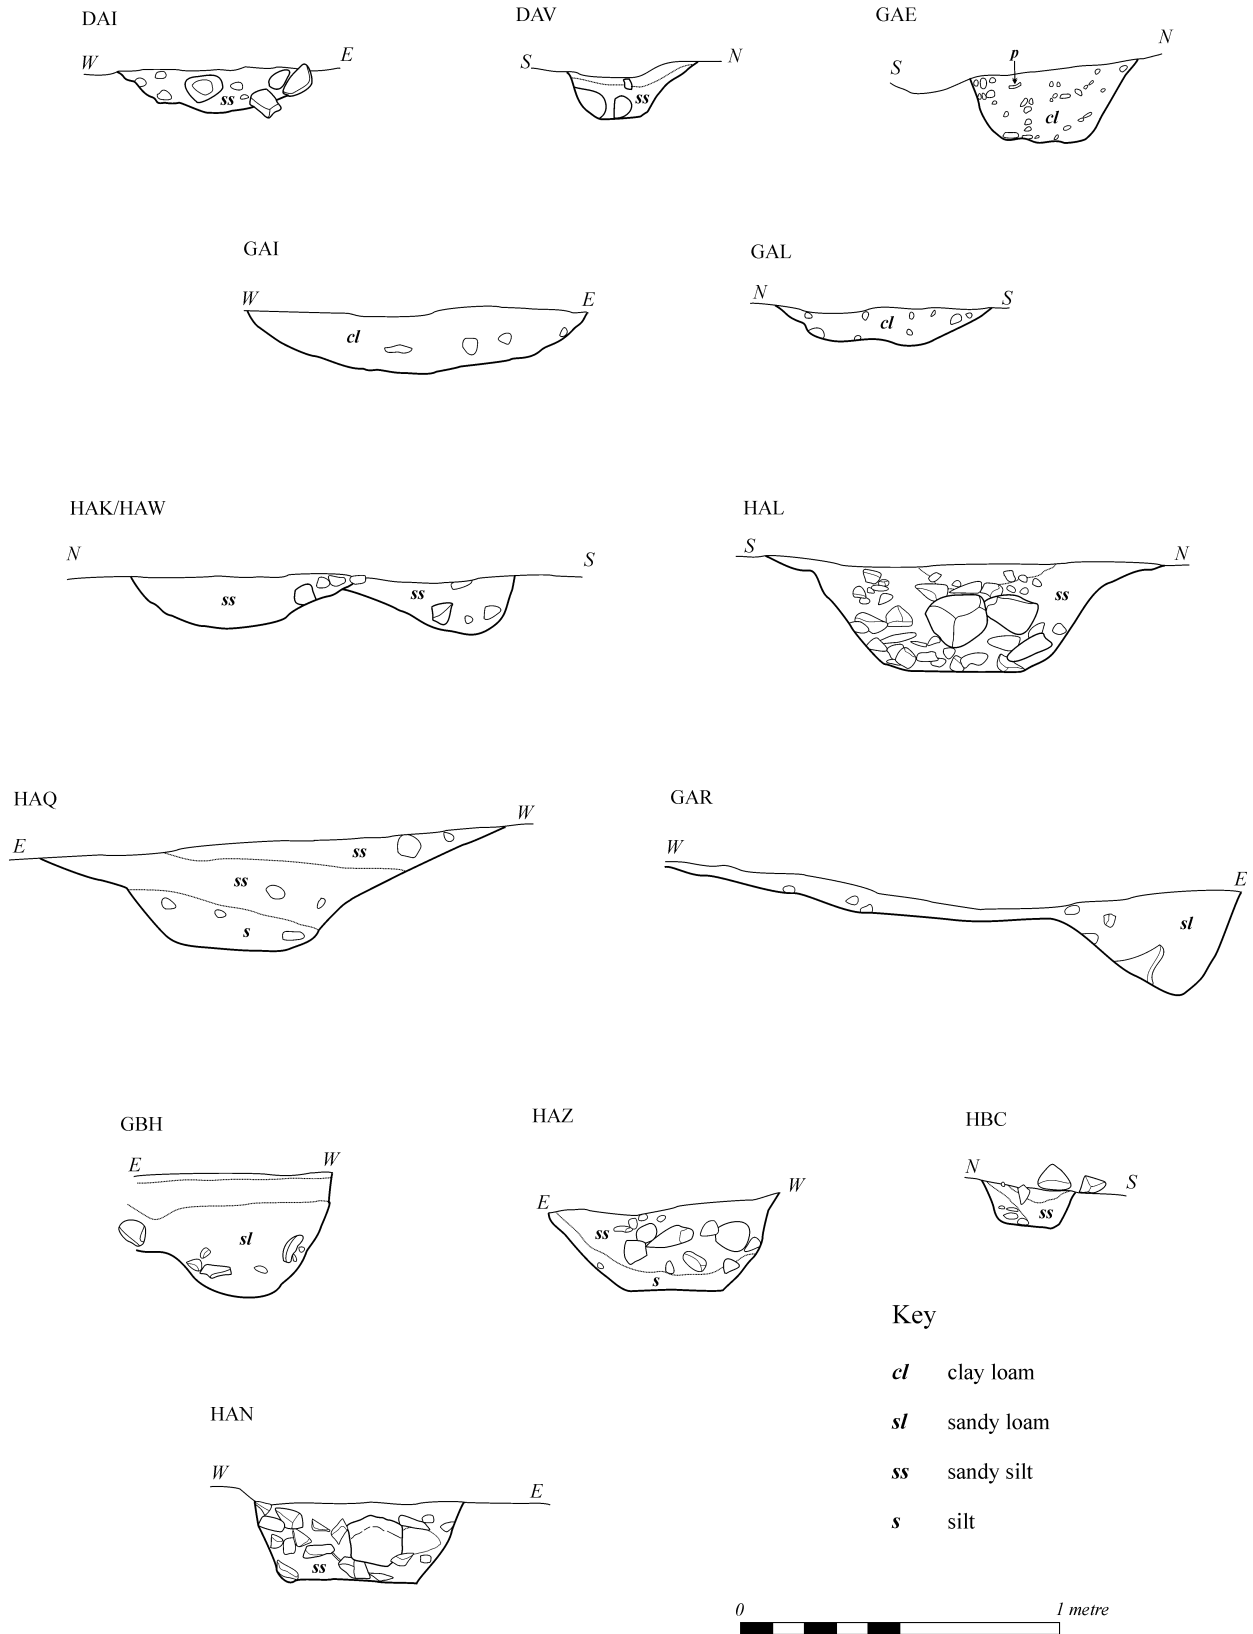 DAI
W
E
ss
DAV
S
N
ss
GAE
S
N
p
cl
GAI
W
E
cl
GAL
N
S
cl
HAK/HAW
N
S
ss
ss
HAL
S
N
ss
HAQ
E
W
ss
ss
s
GAR
W
E
sl
GBH
E
W
sl
HAZ
E
W
ss
s
HBC
N
S
ss
HAN
W
E
ss
Key
cl clay loam
sl sandy loam
ss sandy silt
s silt
0 1 metre